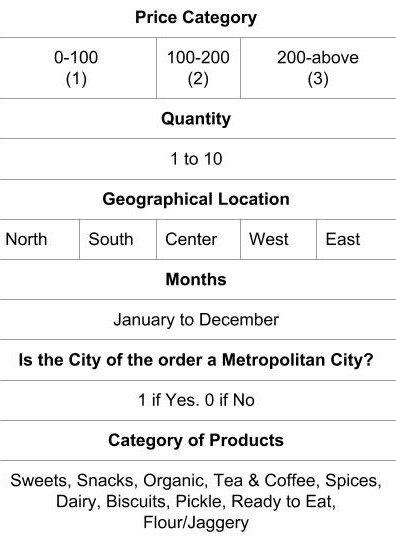 Price Category
0-100 100-200 200-above
(1) (2) (3)
Quantity
1 to 10
Geographical Location
North South Center West East
Months
January to December
Is the City of the order a Metropolitan City?
1 if Yes. 0 if No
Category of Products
Sweets, Snacks, Organic, Tea & Coffee, Spices,
Dairy, Biscuits, Pickle, Ready to Eat,
Flour/Jaggery